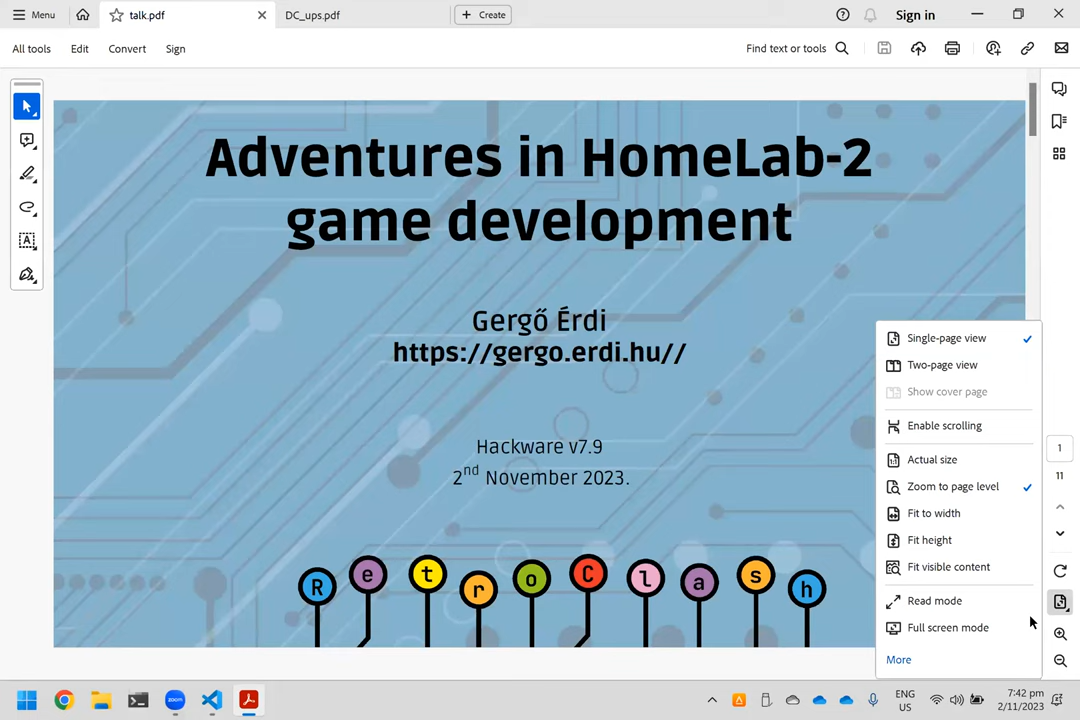 Menu
talk.pdf
DC_ups.pdf
Create
Sign in
All tools
Edit
Convert
Sign
Find text or tools
Adventures in HomeLab-2
game development
Gergő Érdi
https://gergo.erdi.hu//
Hackware v7.9
2nd November 2023.
RetroClash
Single-page view
Two-page view
Show cover page
Enable scrolling
Actual size
Zoom to page level
Fit to width
Fit height
Fit visible content
Read mode
Full screen mode
More
1
11
zoom
ENG
US
7:42 pm
2/11/2023